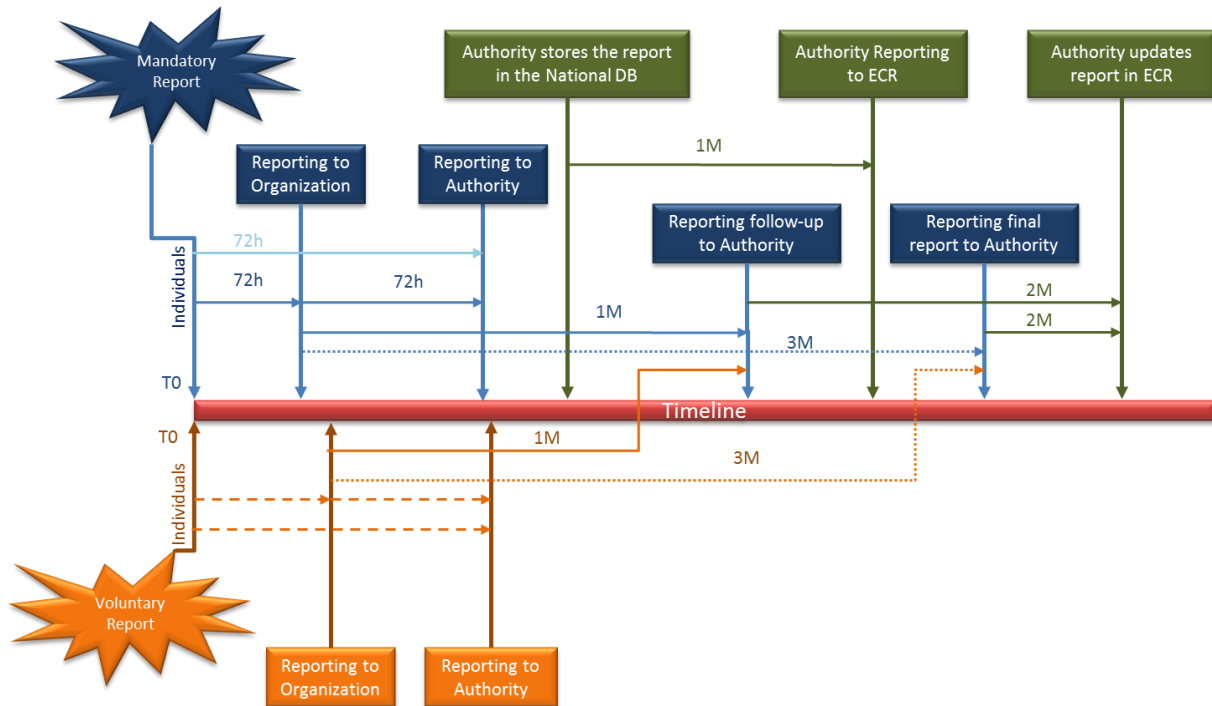 Mandatory
Report
Authority stores the report
in the National DB
Authority Reporting
to ECR
Authority updates
report in ECR
1M
Reporting to
Organization
Reporting to
Authority
Reporting follow-up
to Authority
Reporting final
report to Authority
Individuals
72h
72h
72h
2M
1M
2M
3M
T0
Timeline
T0
1M
3M
Individuals
Voluntary
Report
Reporting to
Organization
Reporting to
Authority